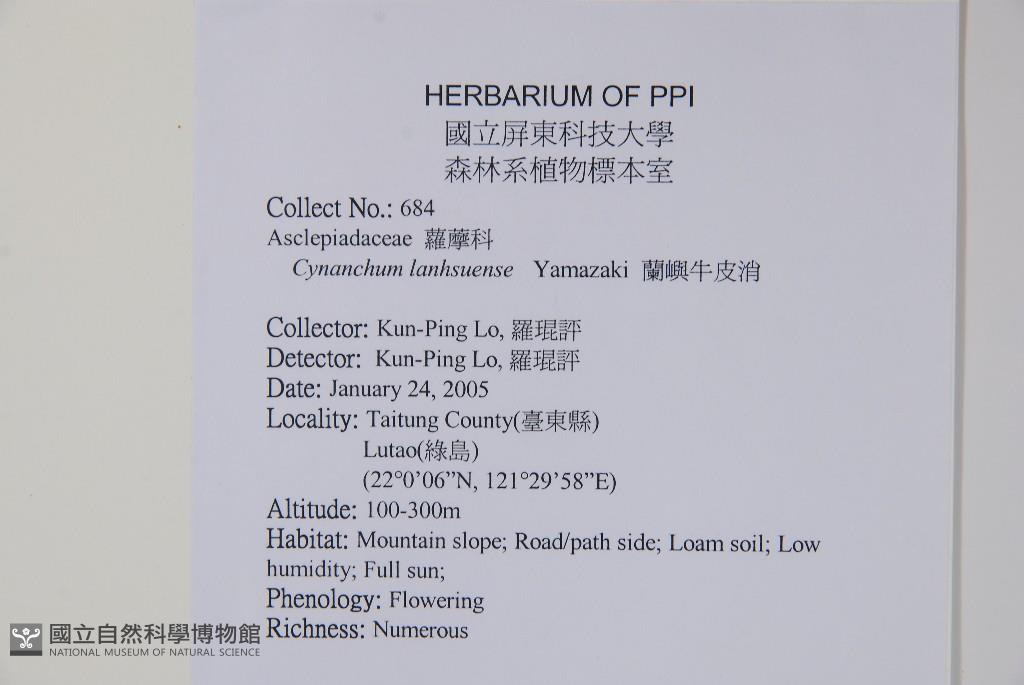 HERBARIUM OF PPI
國立屏東科技大學
森林系植物標本室
Collect No.: 684
Asclepiadaceae 蘿藦科
Cynanchum lanhsuense Yamazaki 蘭嶼牛皮消
Collector: Kun-Ping Lo, 羅琨評
Detector: Kun-Ping Lo, 羅琨評
Date: January 24, 2005
Locality: Taitung County(臺東縣)
Lutao(綠島)
(22°0’06”N, 121°29’58”E)
Altitude: 100-300m
Habitat: Mountain slope; Road/path side; Loam soil; Low
humidity; Full sun;
Phenology: Flowering
Richness: Numerous
國立自然科學博物館
NATIONAL MUSEUM OF NATURAL SCIENCE